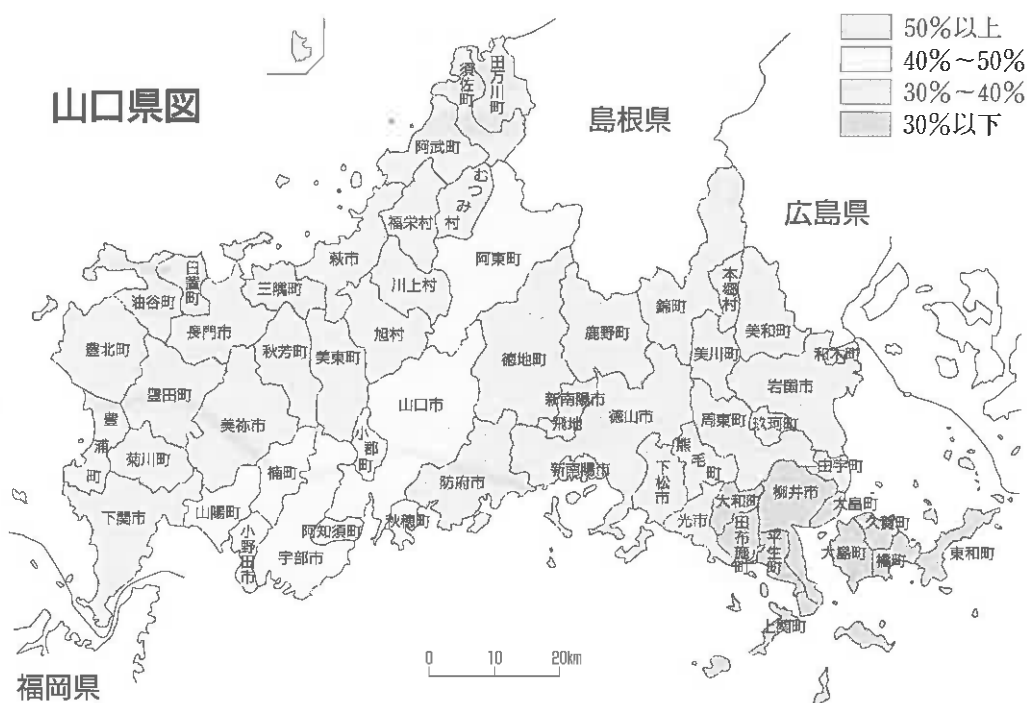 山口県図
50%以上
40%～50%
30%～40%
30%以下
島根県
広島県
福岡県
須佐町
田万川町
阿武町
むつみ村
福栄村
萩市
川上村
阿東町
日置町
油谷町
三隅町
長門市
豊北町
秋芳町
美東町
旭村
豊田町
美祢市
豊浦町
菊川町
下関市
山陽町
楠町
小野田市
宇部市
阿知須町
小郡町
山口市
秋穂町
防府市
徳地町
鹿野町
新南陽市
飛地
徳山市
新南陽市
錦町
本郷村
美和町
美川町
和木町
岩国市
周東町
玖珂町
由宇町
熊毛町
下松市
光市
大和町
田布施町
柳井市
平生町
大畠町
久賀町
大島町
橘町
東和町
上関町
0 10 20km